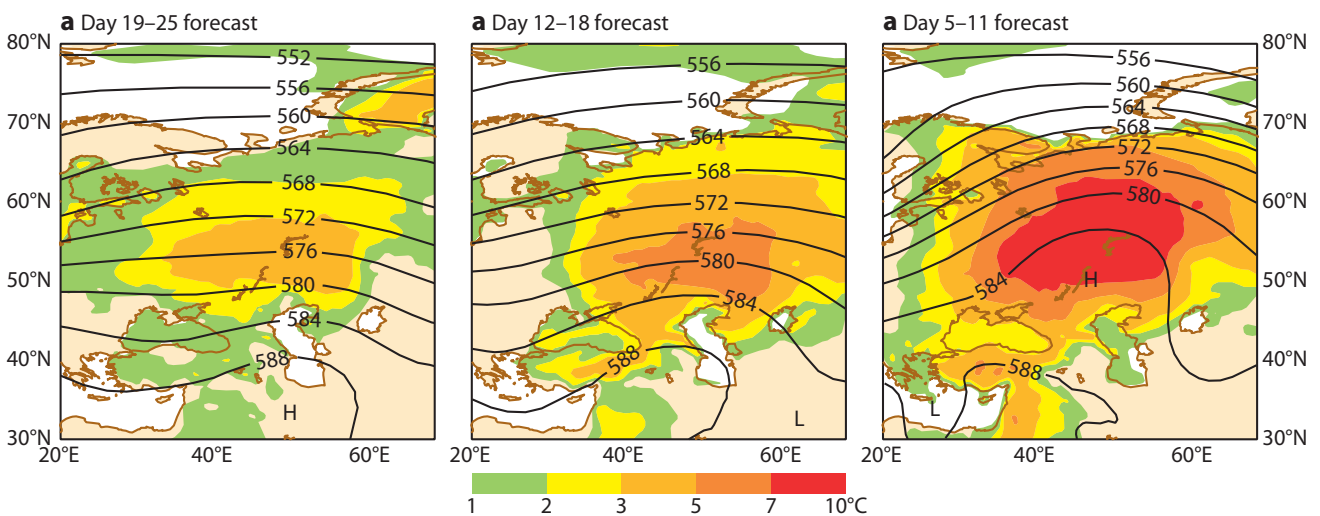 a Day 19–25 forecast
a Day 12–18 forecast
a Day 5–11 forecast
80°N
70°N
60°N
50°N
40°N
30°N
20°E
40°E
60°E
552
556
560
564
568
572
576
580
584
588
H
20°E
40°E
60°E
556
560
564
568
572
576
580
584
588
L
80°N
70°N
60°N
50°N
40°N
30°N
20°E
40°E
60°E
556
560
564
568
572
576
580
584
H
588
L
1 2 3 5 7 10°C